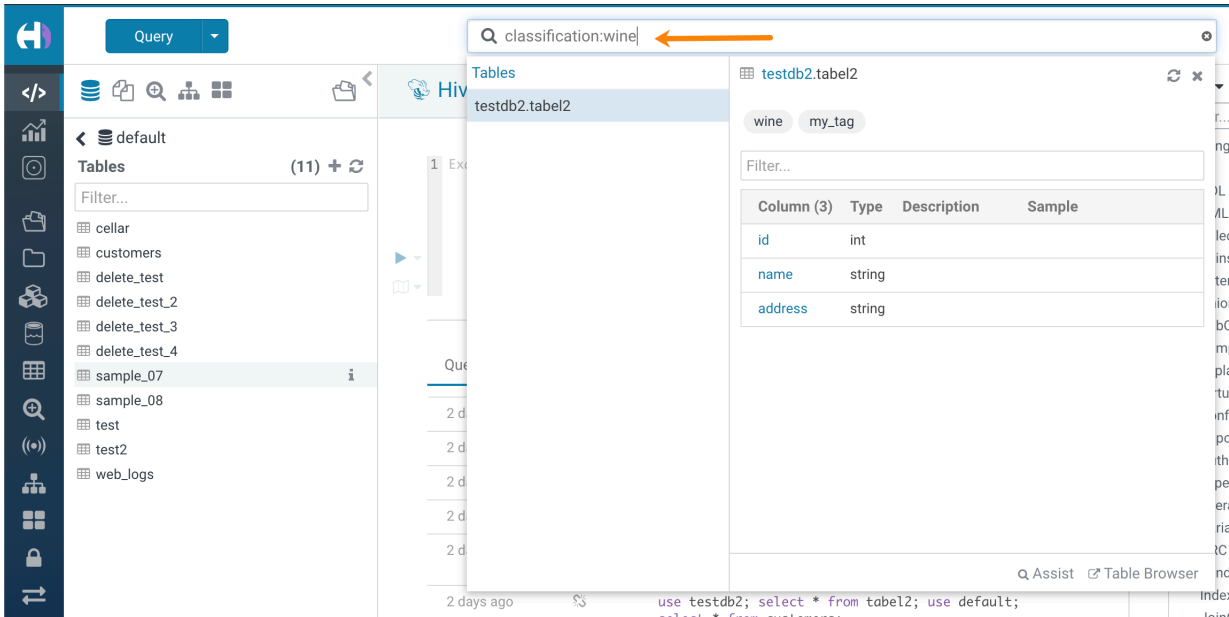 Query
classification:wine
Tables
testdb2.tabel2
testdb2.tabel2
wine my_tag
Filter...
Column (3) Type Description Sample
id int
name string
address string
Assist Table Browser
default
Tables (11)
Filter...
cellar
customers
delete_test
delete_test_2
delete_test_3
delete_test_4
sample_07
sample_08
test
test2
web_logs
1
2 days ago use testdb2; select * from tabel2; use default;